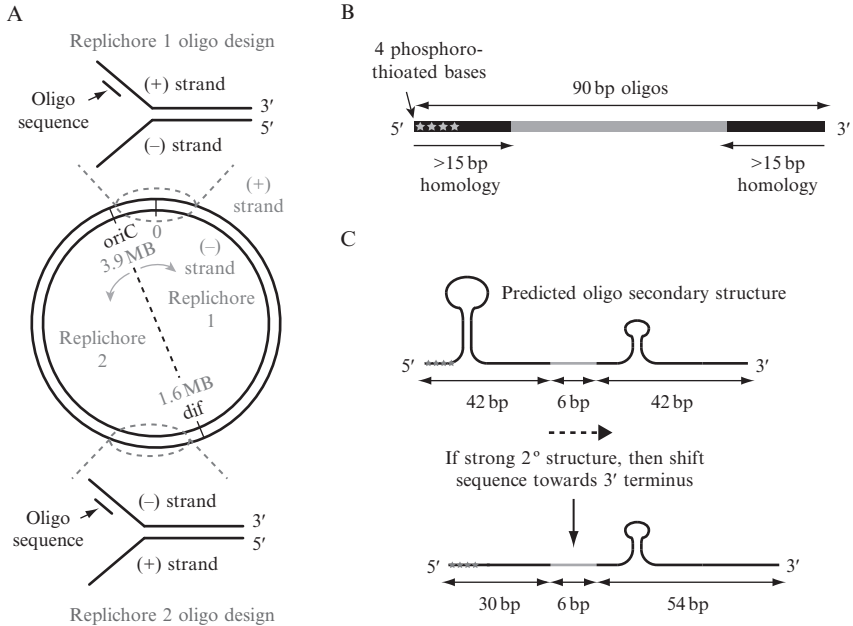 A
Replichore 1 oligo design
(+) strand
Oligo
sequence
3′
5′
(–) strand
(+)
strand
0
oriC
3.9 MB
(–)
strand
Replichore
1
Replichore
2
1.6 MB
dif
(–) strand
Oligo
sequence
3′
5′
(+) strand
Replichore 2 oligo design
B
4 phosphoro-
thioated bases
90 bp oligos
5′
3′
>15 bp
homology
>15 bp
homology
C
Predicted oligo secondary structure
5′
3′
42 bp
6 bp
42 bp
If strong 2° structure, then shift
sequence towards 3′ terminus
5′
3′
30 bp
6 bp
54 bp